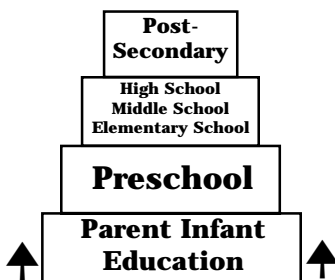 Post-
Secondary
High School
Middle School
Elementary School
Preschool
Parent Infant
Education